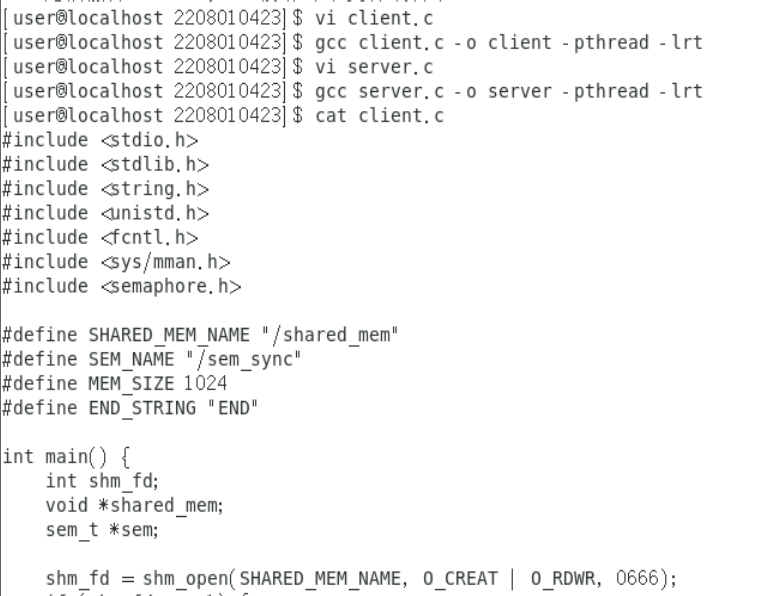 [user@localhost 2208010423]$ vi client.c
[user@localhost 2208010423]$ gcc client.c -o client -pthread -lrt
[user@localhost 2208010423]$ vi server.c
[user@localhost 2208010423]$ gcc server.c -o server -pthread -lrt
[user@localhost 2208010423]$ cat client.c
#include <stdio.h>
#include <stdlib.h>
#include <string.h>
#include <unistd.h>
#include <fcntl.h>
#include <sys/mman.h>
#include <semaphore.h>

#define SHARED_MEM_NAME "/shared_mem"
#define SEM_NAME "/sem_sync"
#define MEM_SIZE 1024
#define END_STRING "END"

int main() {
    int shm_fd;
    void *shared_mem;
    sem_t *sem;

    shm_fd = shm_open(SHARED_MEM_NAME, O_CREAT | O_RDWR, 0666);